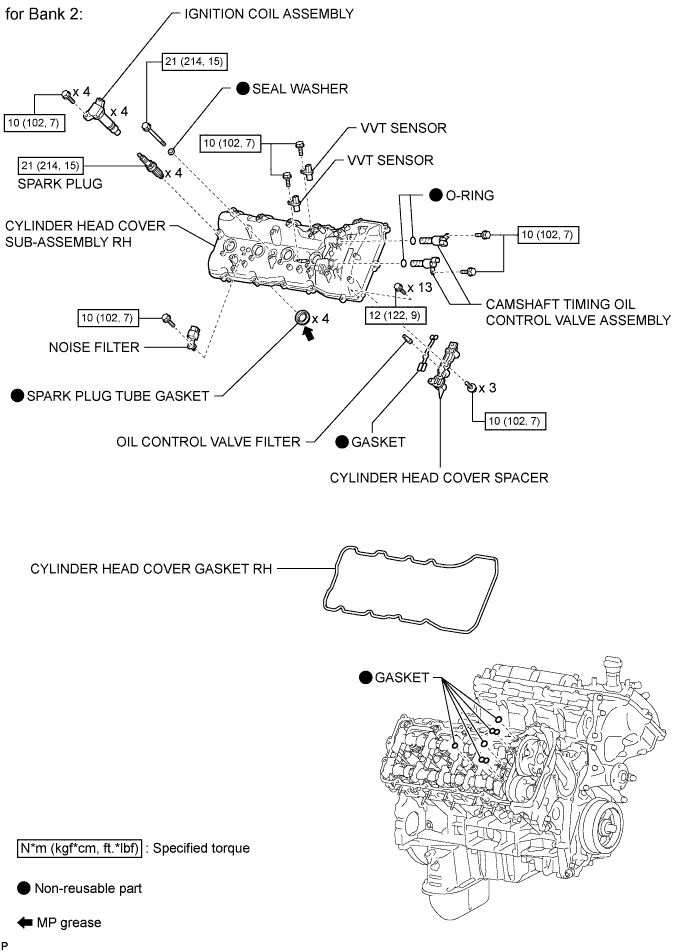 for Bank 2:
IGNITION COIL ASSEMBLY
21 (214, 15)
SEAL WASHER
x 4
x 4
10 (102, 7)
10 (102, 7)
VVT SENSOR
VVT SENSOR
21 (214, 15)
x 4
SPARK PLUG
O-RING
CYLINDER HEAD COVER
SUB-ASSEMBLY RH
10 (102, 7)
x 13
CAMSHAFT TIMING OIL
CONTROL VALVE ASSEMBLY
12 (122, 9)
10 (102, 7)
x 4
NOISE FILTER
SPARK PLUG TUBE GASKET
x 3
10 (102, 7)
OIL CONTROL VALVE FILTER
GASKET
CYLINDER HEAD COVER SPACER
CYLINDER HEAD COVER GASKET RH
GASKET
N*m (kgf*cm, ft.*lbf) : Specified torque
Non-reusable part
MP grease
P